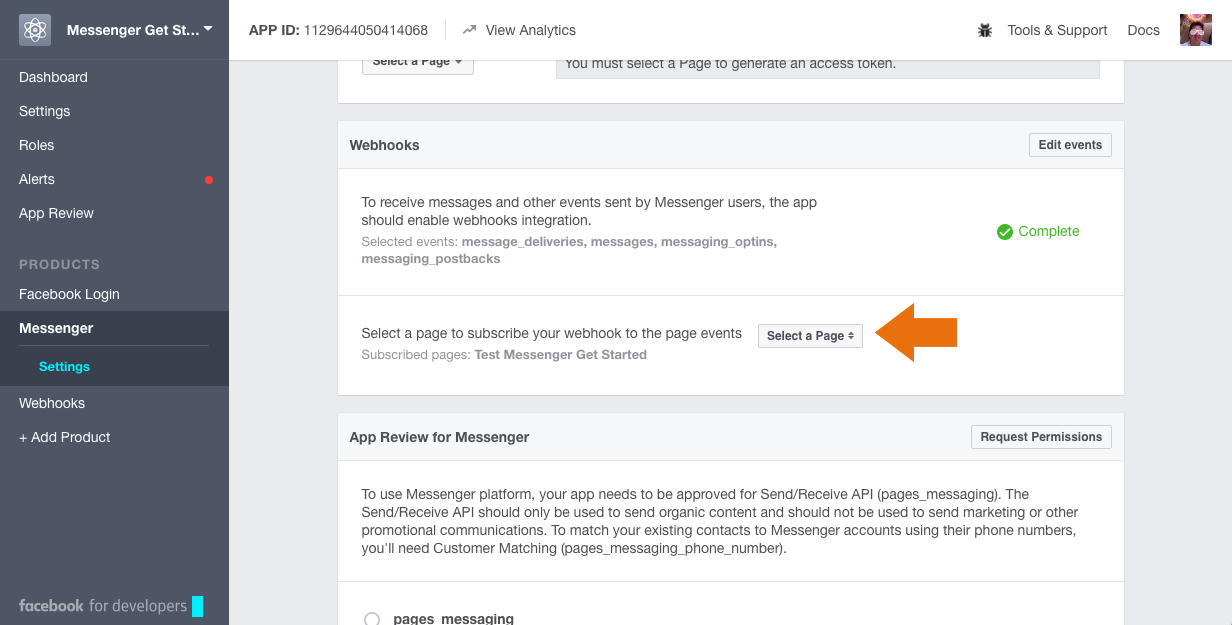 Messenger Get St...
APP ID: 1129644050414068
View Analytics
Tools & Support
Docs
Dashboard
Settings
Roles
Alerts
App Review
PRODUCTS
Facebook Login
Messenger
Settings
Webhooks
+ Add Product
facebook for developers
Select a Page
You must select a Page to generate an access token.
Webhooks
Edit events
To receive messages and other events sent by Messenger users, the app
should enable webhooks integration.
Selected events: message_deliveries, messages, messaging_optins,
messaging_postbacks
Complete
Select a page to subscribe your webhook to the page events
Select a Page
Subscribed pages: Test Messenger Get Started
App Review for Messenger
Request Permissions
To use Messenger platform, your app needs to be approved for Send/Receive API (pages_messaging). The
Send/Receive API should only be used to send organic content and should not be used to send marketing or other
promotional communications. To match your existing contacts to Messenger accounts using their phone numbers,
you'll need Customer Matching (pages_messaging_phone_number).
pages_messaging